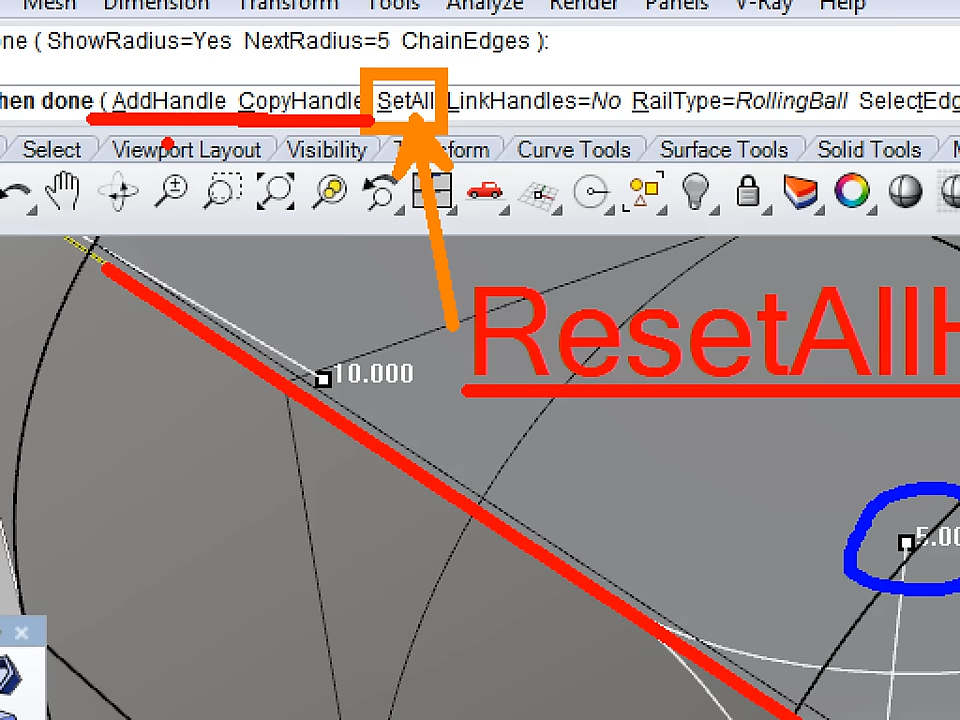 Mesh Dimension Transform Tools Analyze Render Panels V-Ray Help
one ( ShowRadius=Yes NextRadius=5 ChainEdges ):
hen done ( AddHandle CopyHandle SetAll LinkHandles=No RailType=RollingBall SelectEdg
Select Viewport Layout Visibility Curve Tools Surface Tools Solid Tools
ResetAllH
10.000
5.00